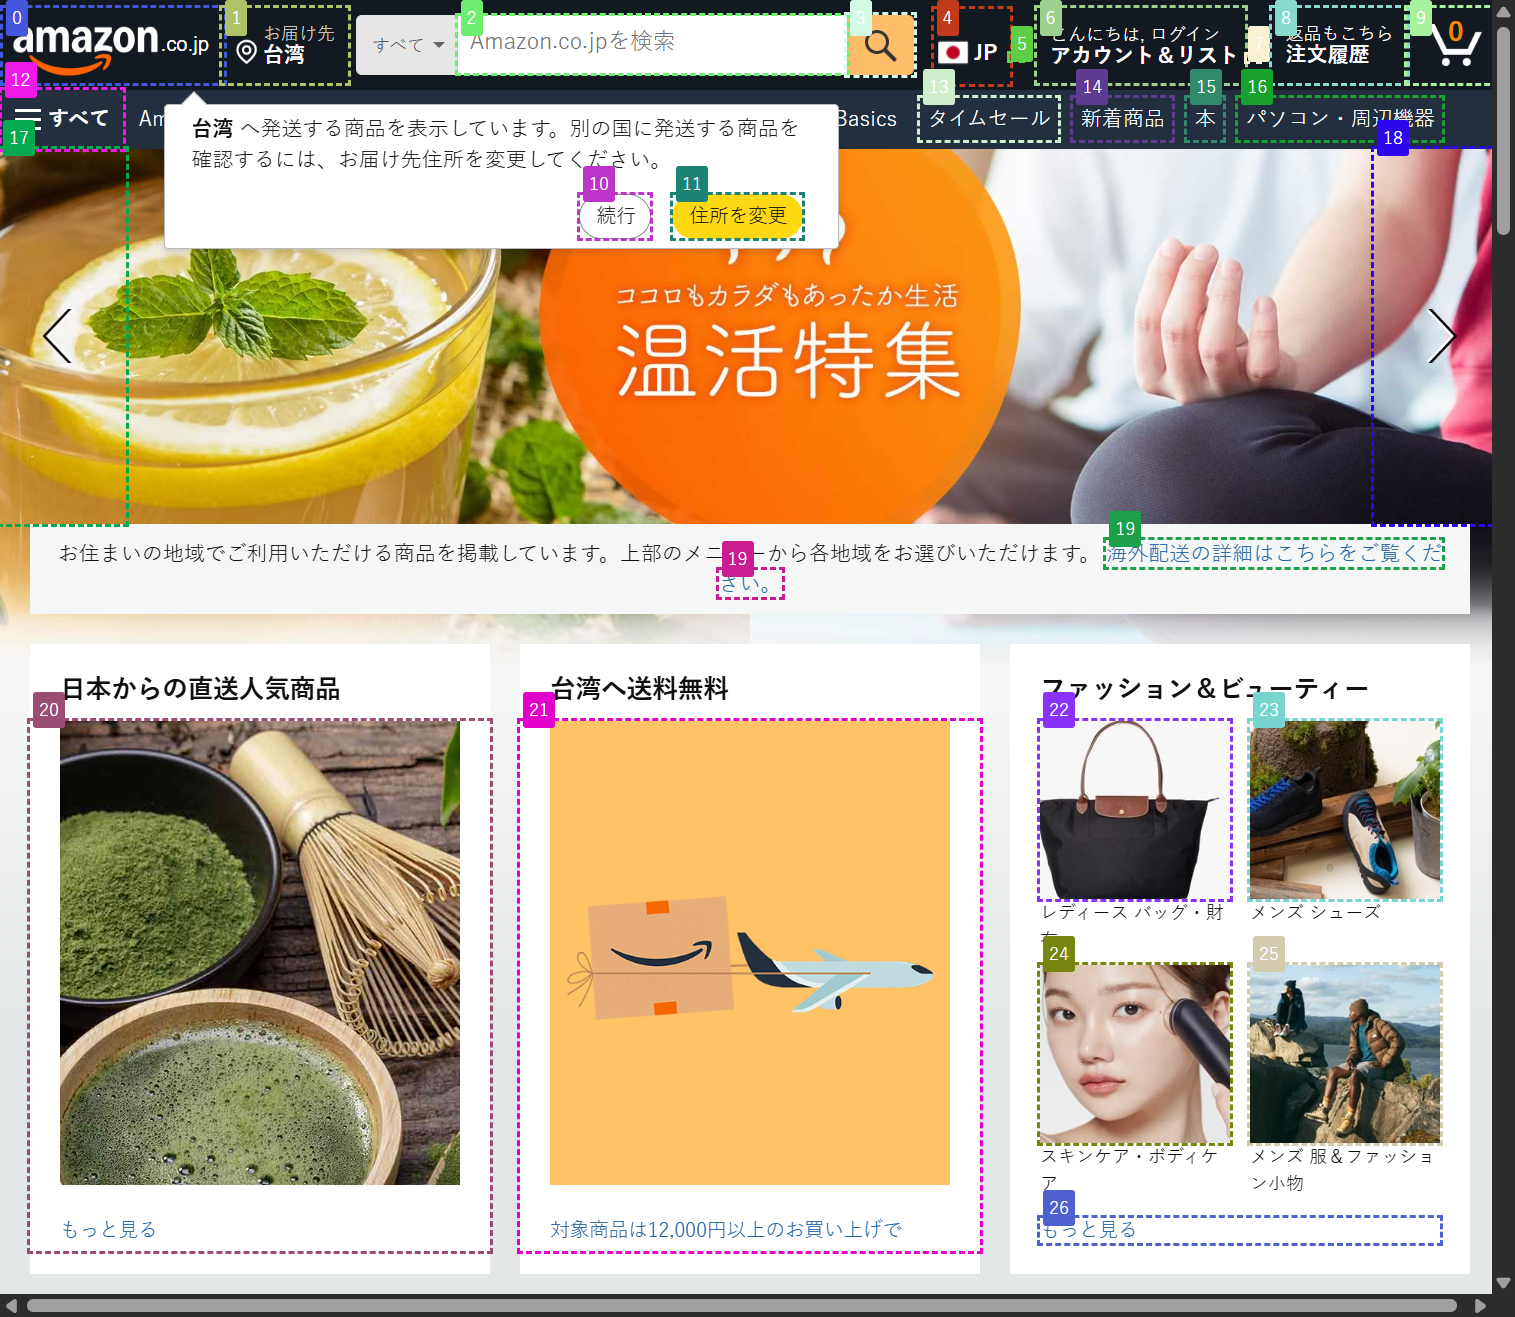 0
1
2
3
4
5
6
7
8
9
amazon.co.jp
お届け先
台湾
すべて
Amazon.co.jpを検索
JP
こんにちは, ログイン
アカウント＆リスト
返品もこちら
注文履歴
0
12
13
14
15
16
すべて
Am
Basics
タイムセール
新着商品
本
パソコン・周辺機器
17
18
台湾 へ発送する商品を表示しています。別の国に発送する商品を
確認するには、お届け先住所を変更してください。
10
11
続行
住所を変更
ココロもカラダもあったか生活
温活特集
19
お住まいの地域でご利用いただける商品を掲載しています。上部のメニューから各地域をお選びいただけます。 海外配送の詳細はこちらをご覧くだ
19
さい。
日本からの直送人気商品
20
もっと見る
台湾へ送料無料
21
対象商品は12,000円以上のお買い上げで
ファッション＆ビューティー
22
23
レディース バッグ・財
メンズ シューズ
24
25
スキンケア・ボディケ
ア
メンズ 服＆ファッショ
ン小物
26
もっと見る